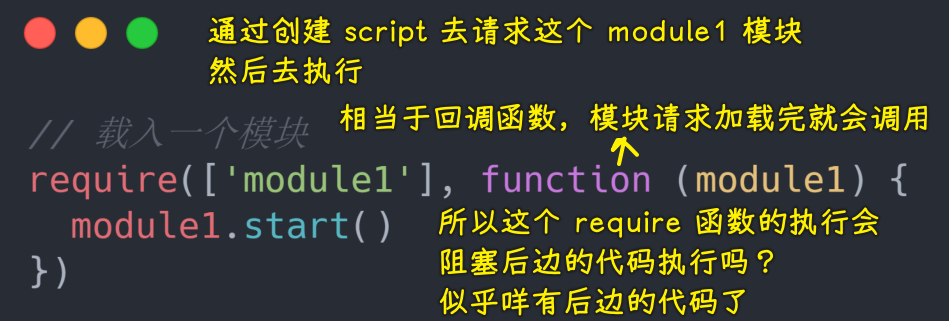 通过创建 script 去请求这个 module1 模块
然后去执行
相当于回调函数，模块请求加载完就会调用
// 载入一个模块
require(['module1'], function (module1) {
module1.start()
所以这个 require 函数的执行会
阻塞后边的代码执行吗？
似乎咩有后边的代码了
})